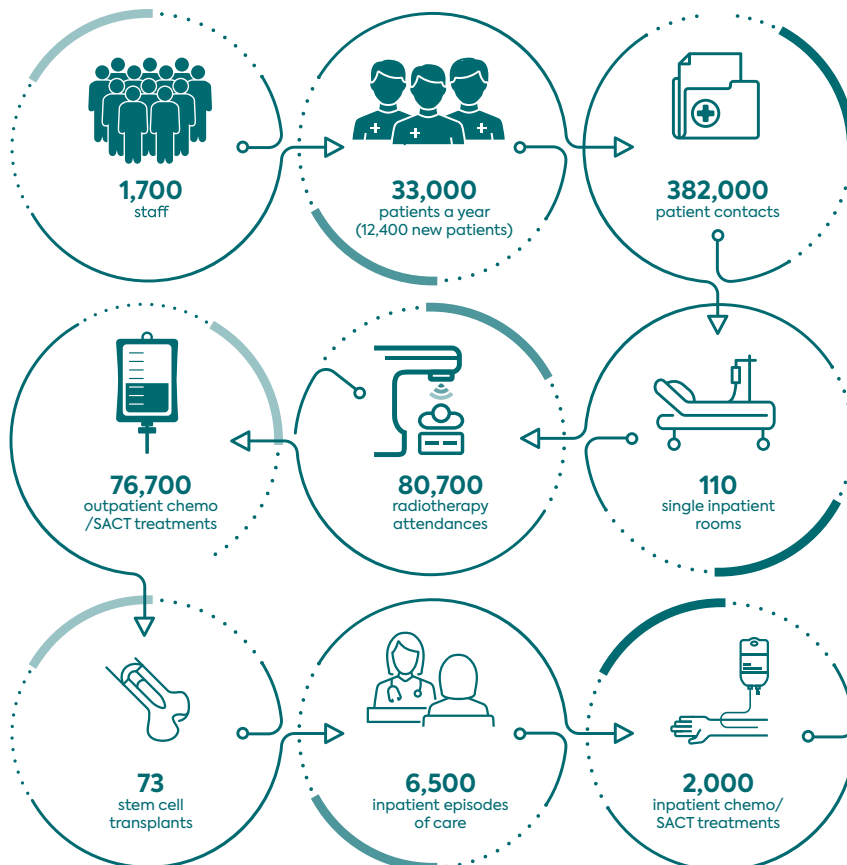 1,700
staff
33,000
patients a year
(12,400 new patients)
382,000
patient contacts
110
single inpatient
rooms
80,700
radiotherapy
attendances
76,700
outpatient chemo
/SACT treatments
73
stem cell
transplants
6,500
inpatient episodes
of care
2,000
inpatient chemo/
SACT treatments